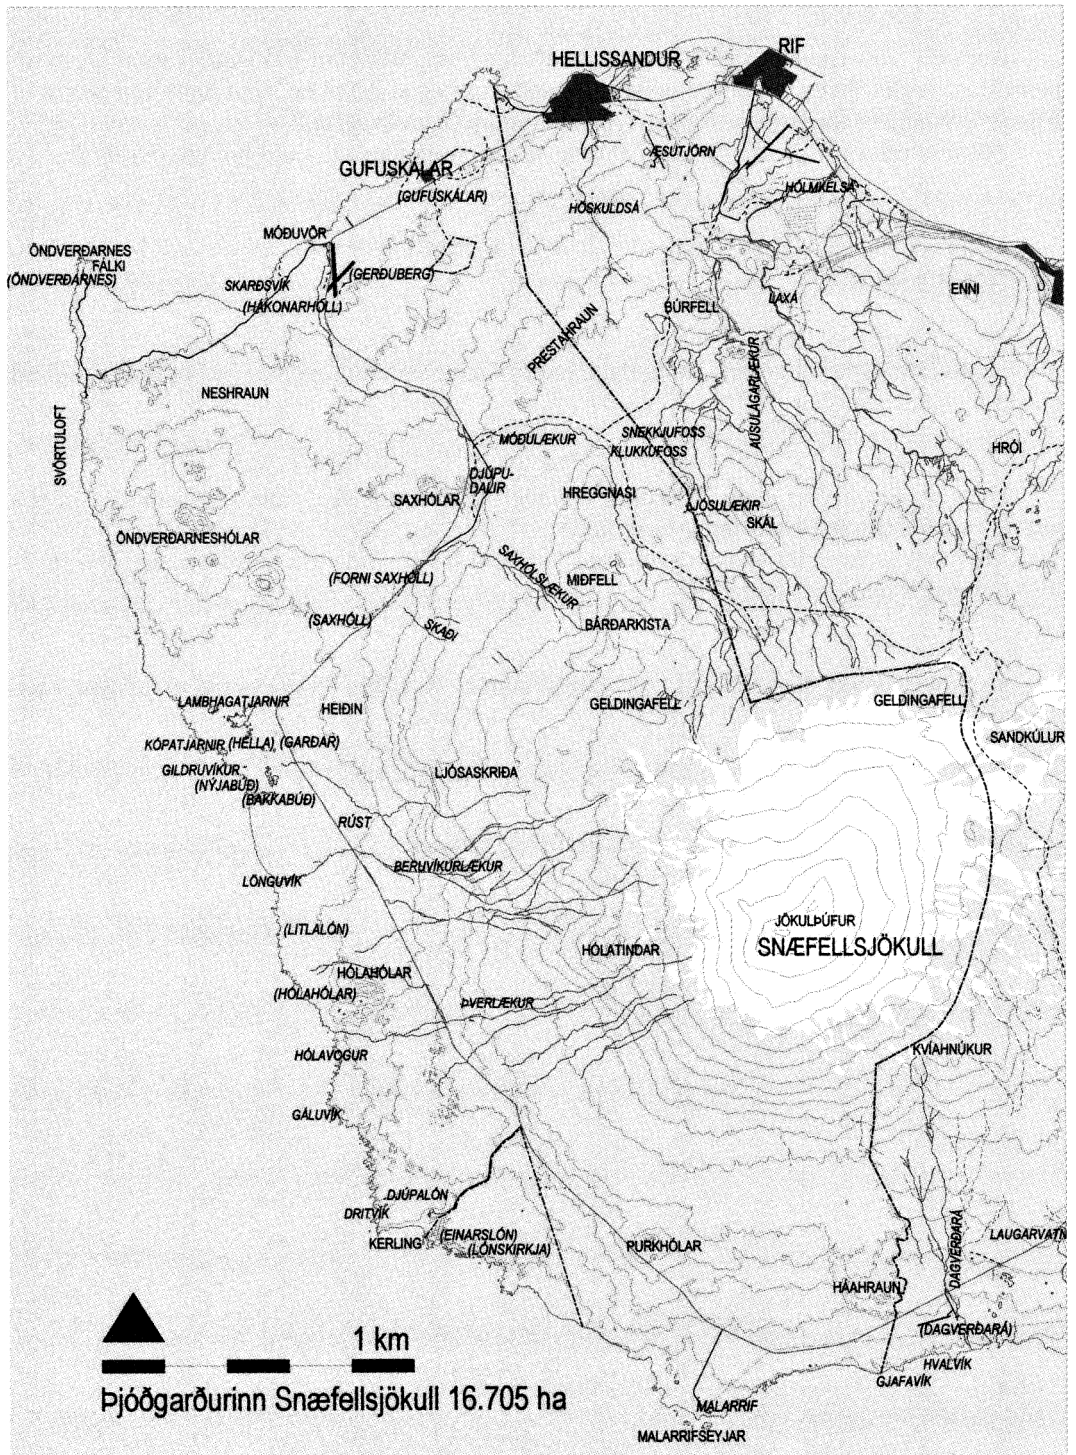 RIF
HELLISSANDUR
ÆSUTJÖRN
GUFUSKÁLAR
(GUFUSKÁLAR)
HÖSKULDSÁ
HÓLMKELSÁ
MÓÐUVÖR
ÖNDVERÐARNES
FÁLKI
(ÖNDVERÐARNES)
SKARÐSVÍK
(GERÐUBERG)
(HÁKONARHÓLL)
BÚRFELL
LAXÁ
ENNI
PRESTAHRAUN
AUSULÁGARLÆKUR
NESHRAUN
SVÖRTULOFT
MÓÐULÆKUR
SNEKKJUFOSS
KLUKKUFOSS
HRÓI
DJÚPU-
DALIR
SAXHÓLAR
HREGGNASI
LJÓSULÆKIR
SKÁL
ÖNDVERÐARNESHÓLAR
SAXHÓLSLÆKUR
(FORNI SAXHÓLL)
MIÐFELL
(SAXHÓLL)
SKAÐI
BÁRÐARKISTA
LAMBHAGATJARNIR
HEIÐIN
GELDINGAFELL
GELDINGAFELL
SANDKÚLUR
KÓPATJARNIR (HELLA) (GARÐAR)
GILDRUVÍKUR
(NÝJABÚÐ)
(BAKKABÚÐ)
LJÓSASKRIÐA
RÚST
BERUVÍKURLÆKUR
LÖNGUVÍK
(LITLALÓN)
JÖKULÞÚFUR
SNÆFELLSJÖKULL
HÓLATINDAR
HÓLAHÓLAR
(HÓLAHÓLAR)
ÞVERLÆKUR
HÓLAVOGUR
KVÍAHNÚKUR
GÁLUVÍK
DJÚPALÓN
DRITVÍK
KERLING
(EINARSLÓN)
(LÓNSKIRKJA)
PURKHÓLAR
DAGVERÐARÁ
LAUGARVATN
HÁAHRAUN
(DAGVERÐARÁ)
HVALVÍK
GJAFAVÍK
MALARRIF
MALARRIFSEYJAR
1 km
Þjóðgarðurinn Snæfellsjökull 16.705 ha